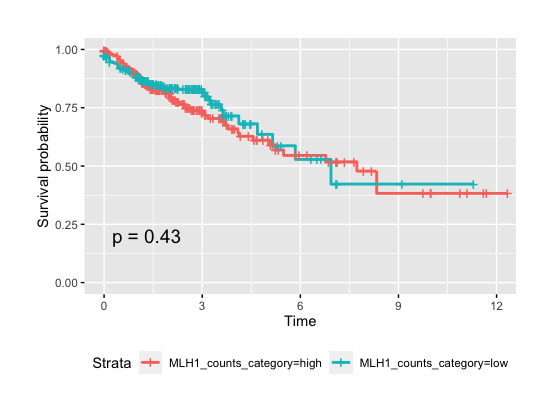 1.00
0.75
0.50
0.25
0.00
Survival probability
p = 0.43
0 3 6 9 12
Time
Strata MLH1_counts_category=high MLH1_counts_category=low